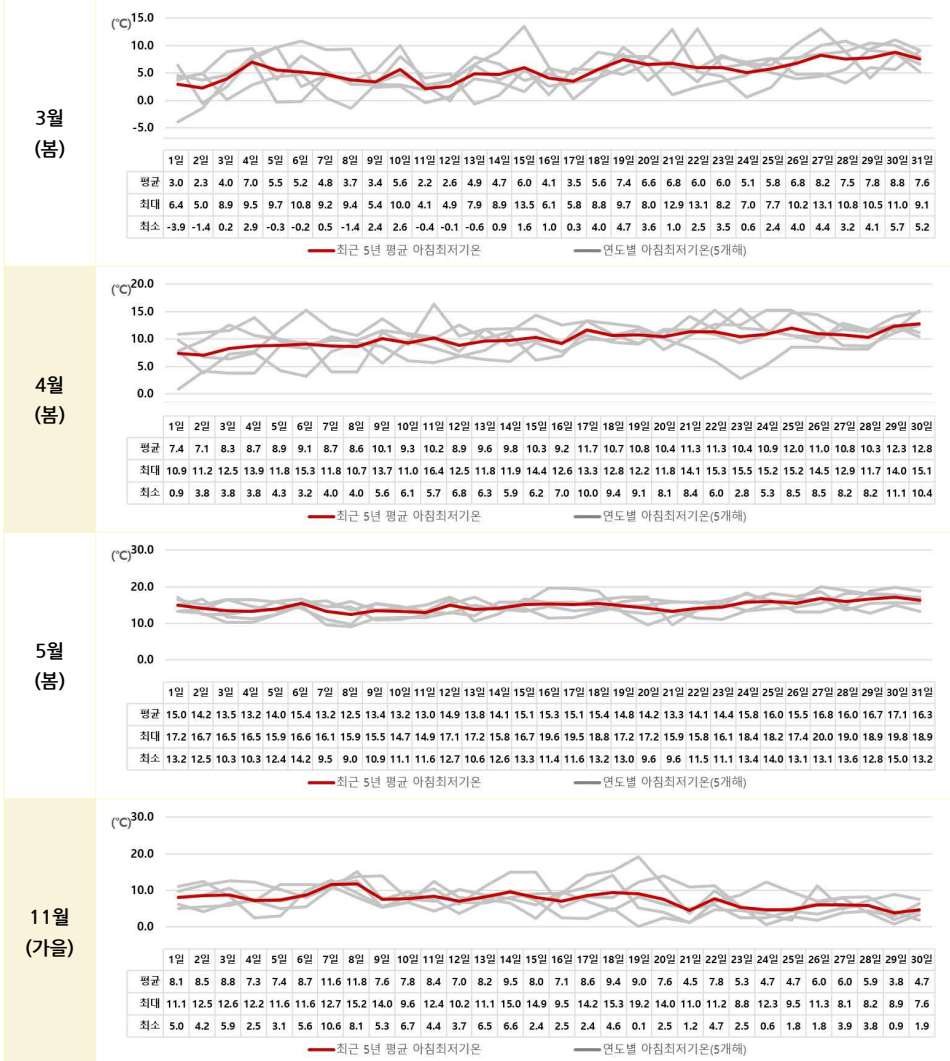 3월
(봄)
(℃)
15.0
10.0
5.0
0.0
-5.0
1일 2일 3일 4일 5일 6일 7일 8일 9일 10일 11일 12일 13일 14일 15일 16일 17일 18일 19일 20일 21일 22일 23일 24일 25일 26일 27일 28일 29일 30일 31일
평균 3.0 2.3 4.0 7.0 5.5 5.2 4.8 3.7 3.4 5.6 2.2 2.6 4.9 4.7 6.0 4.1 3.5 5.6 7.4 6.6 6.8 6.0 6.0 5.1 5.8 6.8 8.2 7.5 7.8 8.8 7.6
최대 6.4 5.0 8.9 9.5 9.7 10.8 9.2 9.4 5.4 10.0 4.1 4.9 7.9 8.9 13.5 6.1 5.8 8.8 9.7 8.0 12.9 13.1 8.2 7.0 7.7 10.2 13.1 10.8 10.5 11.0 9.1
최소 -3.9 -1.4 0.2 2.9 -0.3 -0.2 0.5 -1.4 2.4 2.6 -0.4 -0.1 -0.6 0.9 1.6 1.0 0.3 4.0 4.7 3.6 1.0 2.5 3.5 0.6 2.4 4.0 4.4 3.2 4.1 5.7 5.2
최근 5년 평균 아침최저기온 연도별 아침최저기온(5개해)
4월
(봄)
(℃)
20.0
15.0
10.0
5.0
0.0
1일 2일 3일 4일 5일 6일 7일 8일 9일 10일 11일 12일 13일 14일 15일 16일 17일 18일 19일 20일 21일 22일 23일 24일 25일 26일 27일 28일 29일 30일
평균 7.4 7.1 8.3 8.7 8.9 9.1 8.7 8.6 10.1 9.3 10.2 8.9 9.6 9.8 10.3 9.2 11.7 10.7 10.8 10.4 11.3 11.3 10.4 10.9 12.0 11.0 10.8 10.3 12.3 12.8
최대 10.9 11.2 12.5 13.9 11.8 15.3 11.8 10.7 13.7 11.0 16.4 12.5 11.8 11.9 14.4 12.6 13.3 12.8 12.2 11.8 14.1 15.3 15.5 15.2 15.2 14.5 12.9 11.7 14.0 15.1
최소 0.9 3.8 3.8 3.8 4.3 3.2 4.0 4.0 5.6 6.1 5.7 6.8 6.3 5.9 6.2 7.0 10.0 9.4 9.1 8.1 8.4 6.0 2.8 5.3 8.5 8.5 8.2 8.2 11.1 10.4
최근 5년 평균 아침최저기온 연도별 아침최저기온(5개해)
5월
(봄)
(℃)
30.0
20.0
10.0
0.0
1일 2일 3일 4일 5일 6일 7일 8일 9일 10일 11일 12일 13일 14일 15일 16일 17일 18일 19일 20일 21일 22일 23일 24일 25일 26일 27일 28일 29일 30일 31일
평균 15.0 14.2 13.5 13.2 14.0 15.4 13.2 12.5 13.4 13.2 13.0 14.9 13.8 14.1 15.1 15.3 15.1 15.4 14.8 14.2 13.3 14.1 14.4 15.8 16.0 15.5 16.8 16.0 16.7 17.1 16.3
최대 17.2 16.7 16.5 16.5 15.9 16.6 16.1 15.9 15.5 14.7 14.9 17.1 17.2 15.8 16.7 19.6 19.5 18.8 17.2 17.2 15.9 15.8 16.1 18.4 18.2 17.4 20.0 19.0 18.9 19.8 18.9
최소 13.2 12.5 10.3 10.3 12.4 14.2 9.5 9.0 10.9 11.1 11.6 12.7 10.6 12.6 13.3 11.4 11.6 13.2 13.0 9.6 9.6 11.5 11.1 13.4 14.0 13.1 13.1 13.6 12.8 15.0 13.2
최근 5년 평균 아침최저기온 연도별 아침최저기온(5개해)
11월
(가을)
(℃)
30.0
20.0
10.0
0.0
1일 2일 3일 4일 5일 6일 7일 8일 9일 10일 11일 12일 13일 14일 15일 16일 17일 18일 19일 20일 21일 22일 23일 24일 25일 26일 27일 28일 29일 30일
평균 8.1 8.5 8.8 7.3 7.4 8.7 11.6 11.8 7.6 7.8 8.4 7.0 8.2 9.5 8.0 7.1 8.6 9.4 9.0 7.6 4.5 7.8 5.3 4.7 4.7 6.0 6.0 5.9 3.8 4.7
최대 11.1 12.5 12.6 12.2 11.6 11.6 12.7 15.2 14.0 9.6 12.4 10.2 11.1 15.0 14.9 9.5 14.2 15.3 19.2 14.0 11.0 11.2 8.8 12.3 9.5 11.3 8.1 8.2 8.9 7.6
최소 5.0 4.2 5.9 2.5 3.1 5.6 10.6 8.1 5.3 6.7 4.4 3.7 6.5 6.6 2.4 2.5 2.4 4.6 0.1 2.5 1.2 4.7 2.5 0.6 1.8 1.8 3.9 3.8 0.9 1.9
최근 5년 평균 아침최저기온 연도별 아침최저기온(5개해)